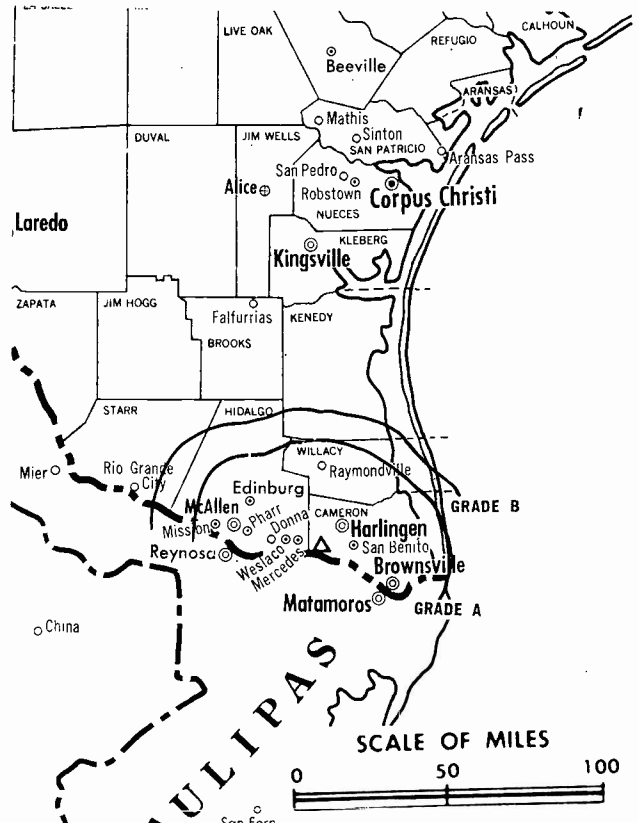 LIVE OAK
CALHOUN
REFUGIO
Beeville
ARANSAS
Mathis
DUVAL
JIM WELLS
Sinton
SAN PATRICIO
Aransas Pass
San Pedro
Alice
Robstown
Corpus Christi
NUECES
Laredo
KLEBERG
Kingsville
ZAPATA
JIM HOGG
Falfurrias
KENEDY
BROOKS
STARR
HIDALGO
WILLACY
Mier
Rio Grande
City
Raymondville
Edinburg
GRADE B
McAllen
Pharr
Donna
CAMERON
Mission
Harlingen
Reynosa
Weslaco
Mercedes
San Benito
Brownsville
Matamoros
GRADE A
China
AULIPAS
SCALE OF MILES
0
50
100